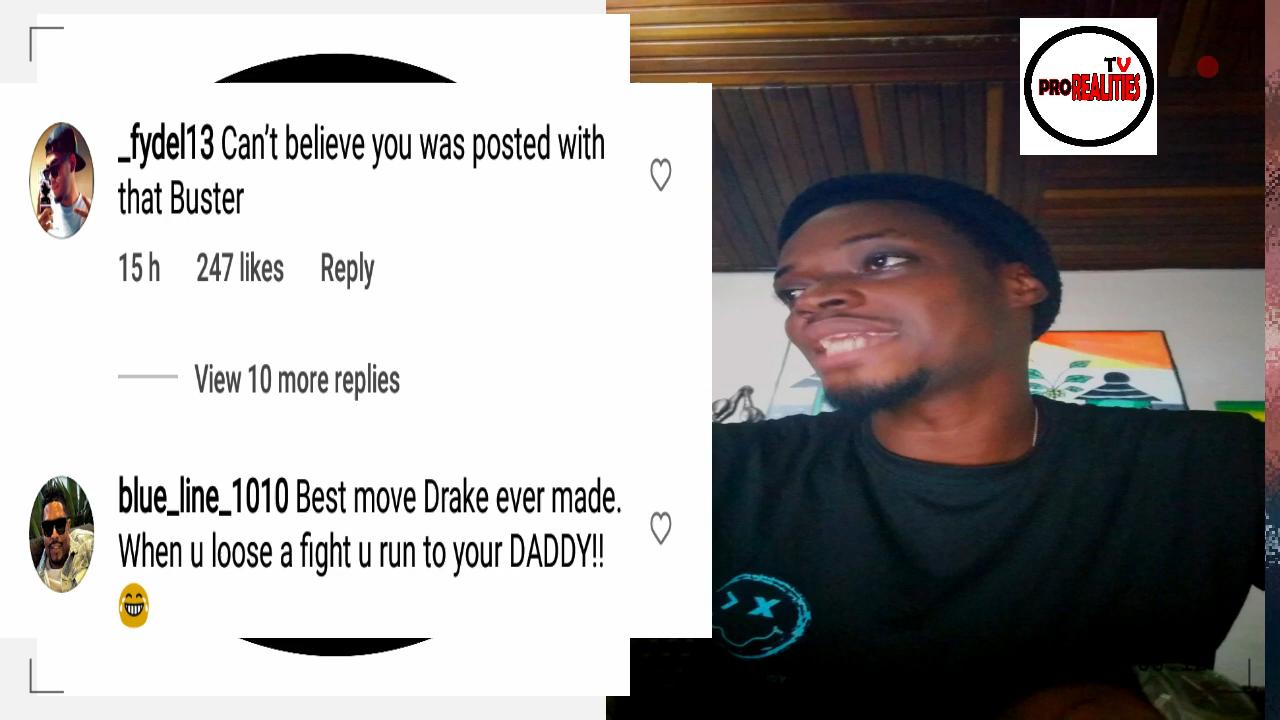 _fydel13 Can't believe you was posted with
that Buster
15 h 247 likes Reply
View 10 more replies
blue_line_1010 Best move Drake ever made.
When u loose a fight u run to your DADDY!!
😂
TV
PROREALITIES